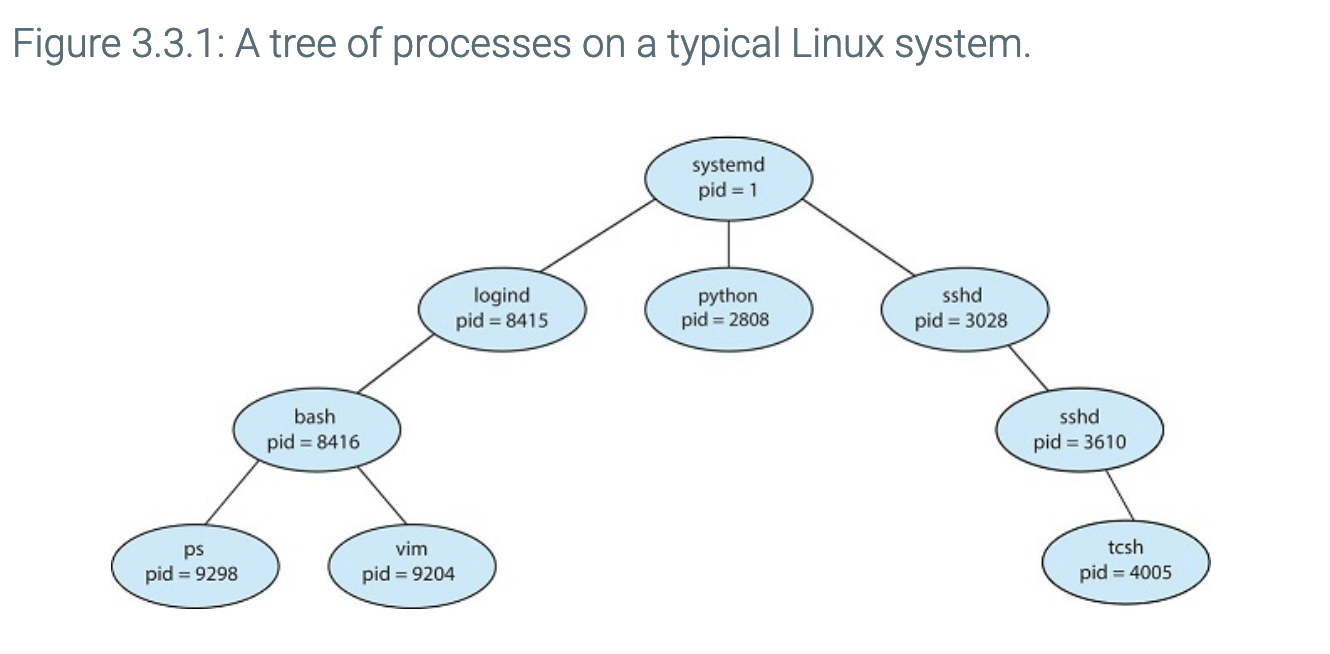 Figure 3.3.1: A tree of processes on a typical Linux system.
systemd
pid = 1
logind
pid = 8415
python
pid = 2808
sshd
pid = 3028
bash
pid = 8416
sshd
pid = 3610
ps
pid = 9298
vim
pid = 9204
tcsh
pid = 4005